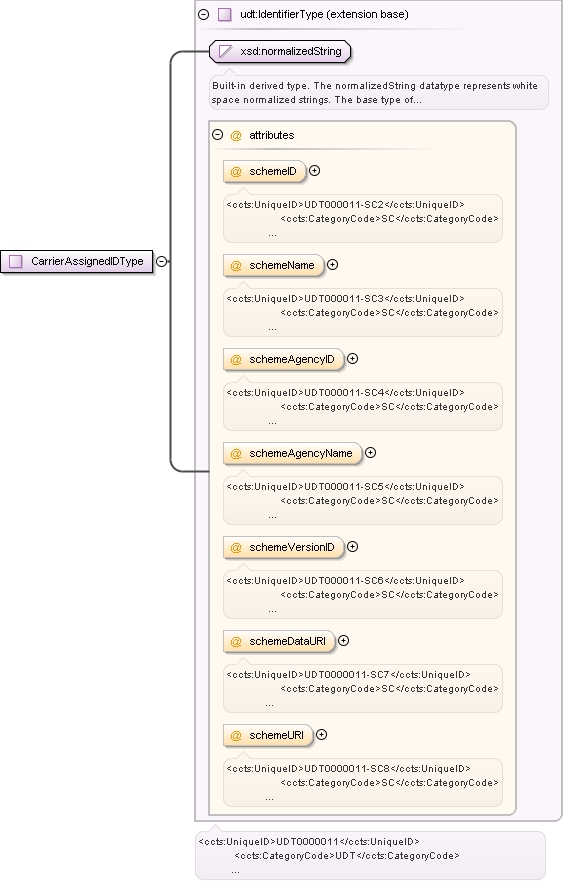 udt:IdentifierType (extension base)
xsd:normalizedString
Built-in derived type. The normalizedString datatype represents white
space normalized strings. The base type of...
@ attributes
@ schemeID
<ccts:UniqueID>UDT000011-SC2</ccts:UniqueID>
<ccts:CategoryCode>SC</ccts:CategoryCode>
...
CarrierAssignedIDType
@ schemeName
<ccts:UniqueID>UDT000011-SC3</ccts:UniqueID>
<ccts:CategoryCode>SC</ccts:CategoryCode>
...
@ schemeAgencyID
<ccts:UniqueID>UDT000011-SC4</ccts:UniqueID>
<ccts:CategoryCode>SC</ccts:CategoryCode>
...
@ schemeAgencyName
<ccts:UniqueID>UDT000011-SC5</ccts:UniqueID>
<ccts:CategoryCode>SC</ccts:CategoryCode>
...
@ schemeVersionID
<ccts:UniqueID>UDT000011-SC6</ccts:UniqueID>
<ccts:CategoryCode>SC</ccts:CategoryCode>
...
@ schemeDataURI
<ccts:UniqueID>UDT0000011-SC7</ccts:UniqueID>
<ccts:CategoryCode>SC</ccts:CategoryCode>
...
@ schemeURI
<ccts:UniqueID>UDT0000011-SC8</ccts:UniqueID>
<ccts:CategoryCode>SC</ccts:CategoryCode>
...
<ccts:UniqueID>UDT0000011</ccts:UniqueID>
<ccts:CategoryCode>UDT</ccts:CategoryCode>
...